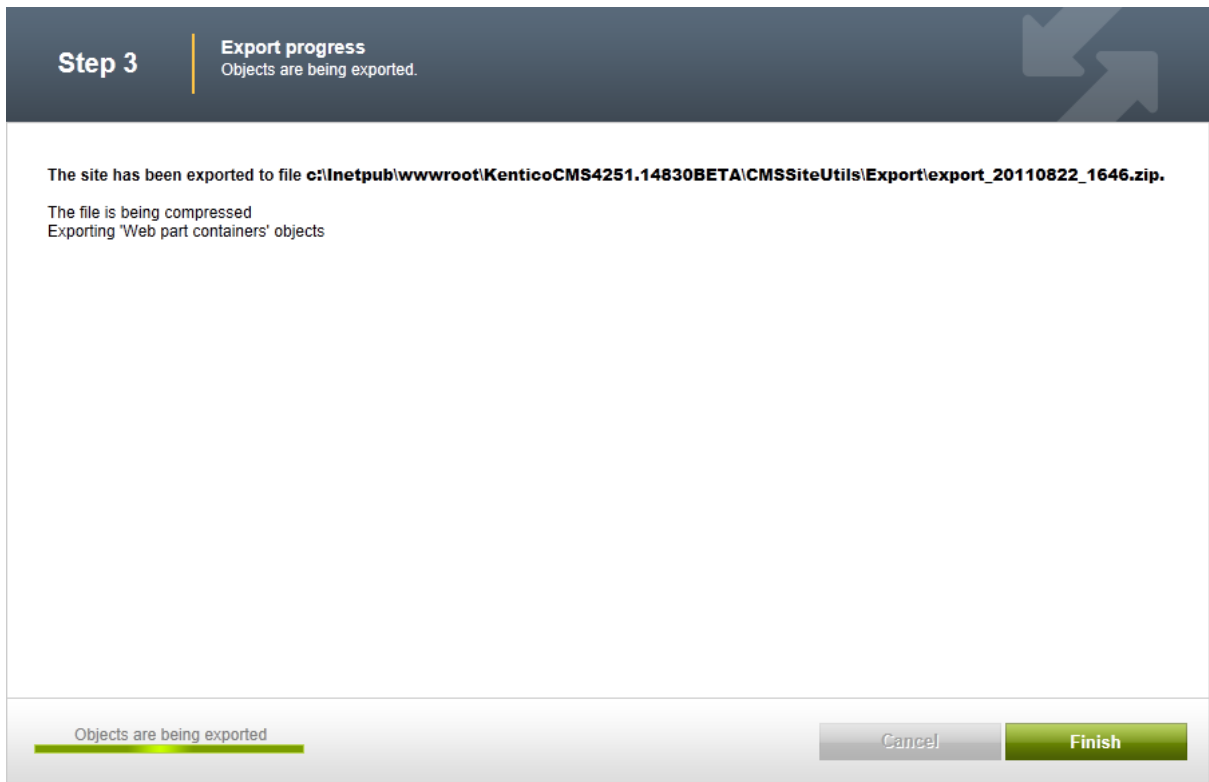 Step 3
Export progress
Objects are being exported.
The site has been exported to file c:\Inetpub\wwwroot\KenticoCMS4251.14830BETA\CMSSiteUtils\Export\export_20110822_1646.zip.
The file is being compressed
Exporting 'Web part containers' objects
Objects are being exported
Cancel
Finish